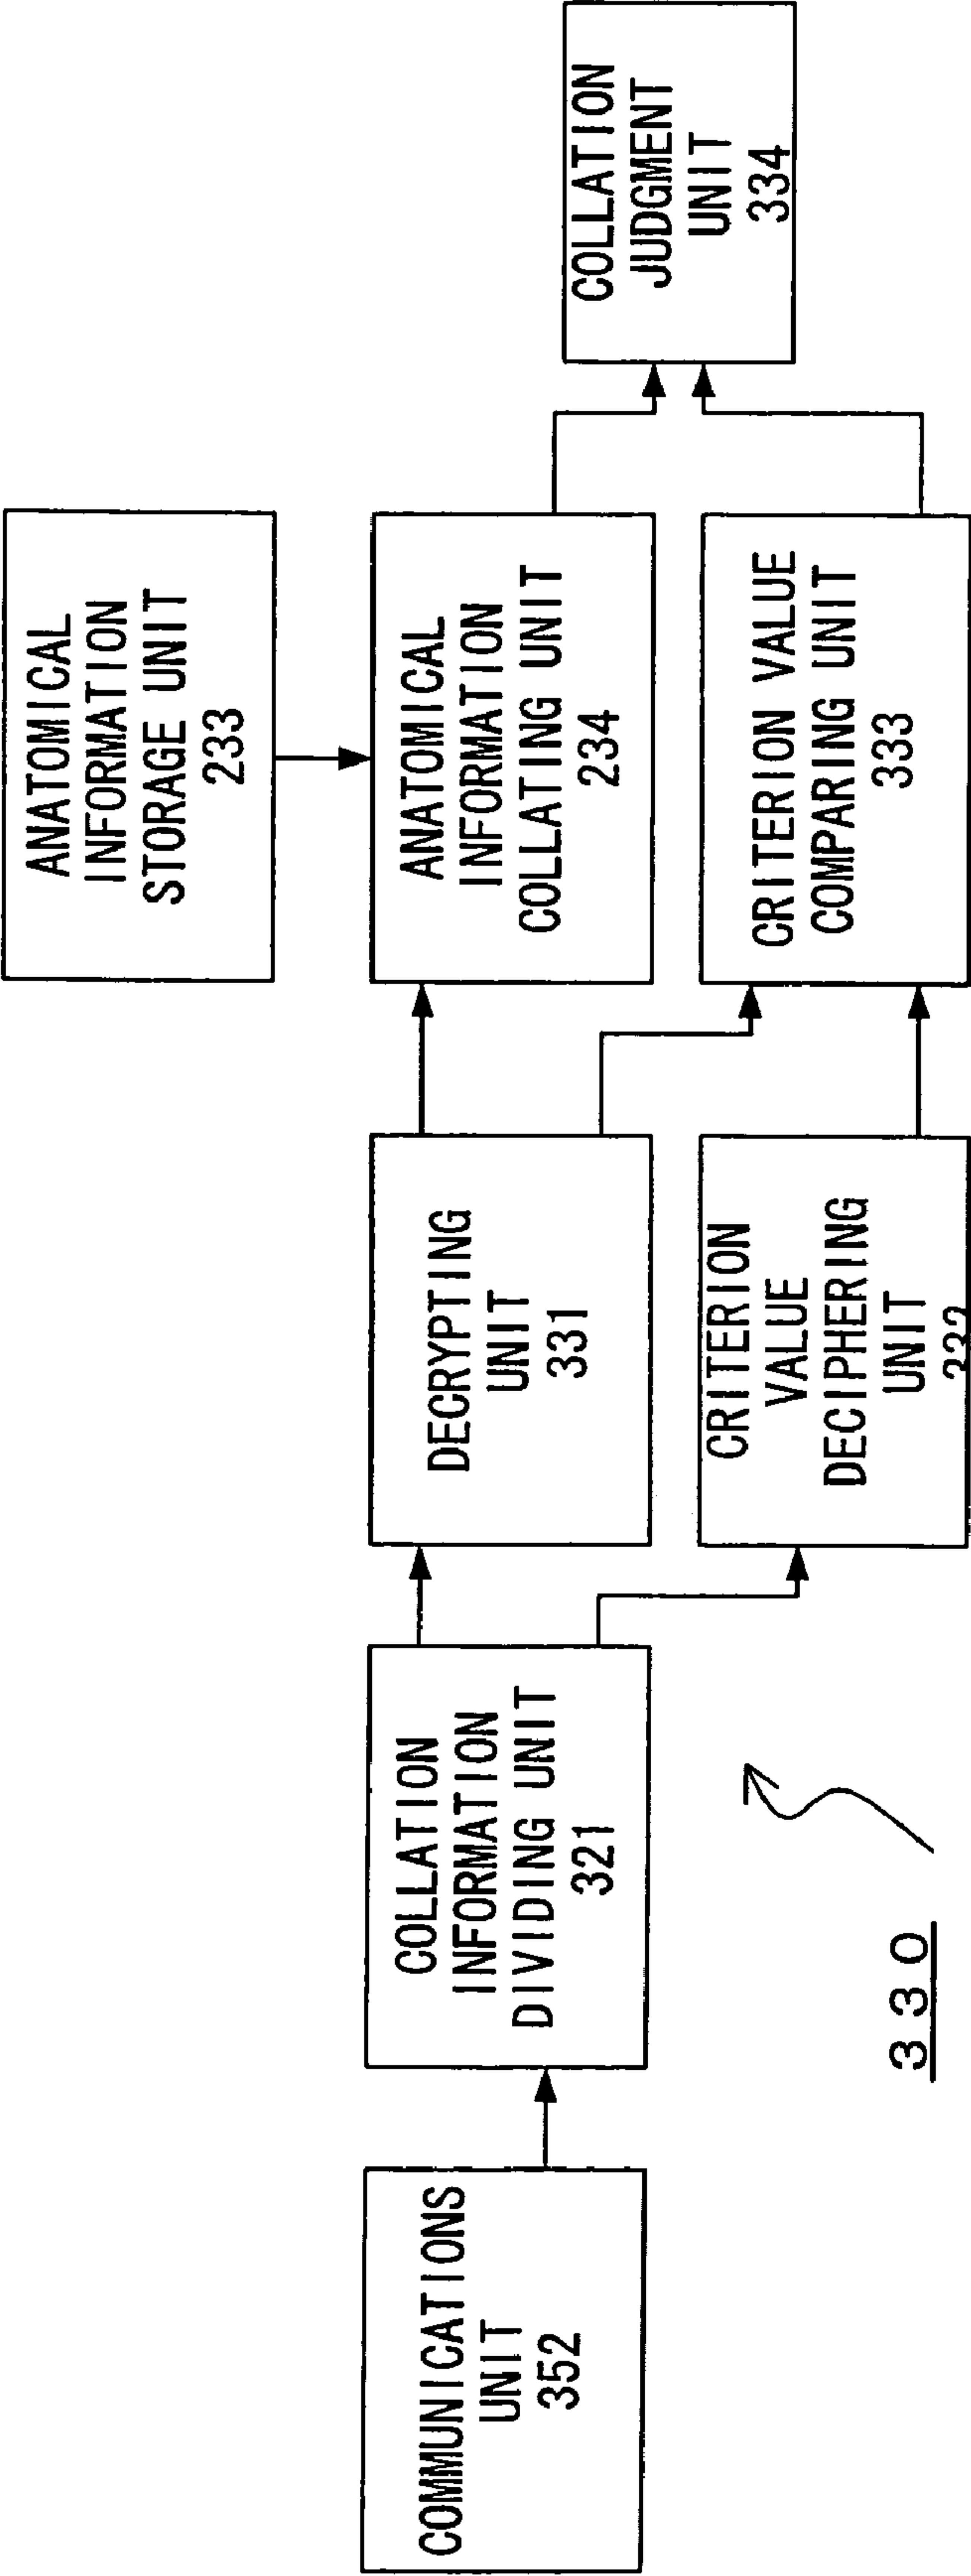 COMMUNICATIONS
UNIT
352
COLLATION
INFORMATION
DIVIDING UNIT
321
DECRYPTING
UNIT
331
CRITERION
VALUE
DECIPHERING
UNIT
332
ANATOMICAL
INFORMATION
STORAGE UNIT
233
ANATOMICAL
INFORMATION
COLLATING UNIT
234
CRITERION VALUE
COMPARING UNIT
333
COLLATION
JUDGMENT
UNIT
334
330